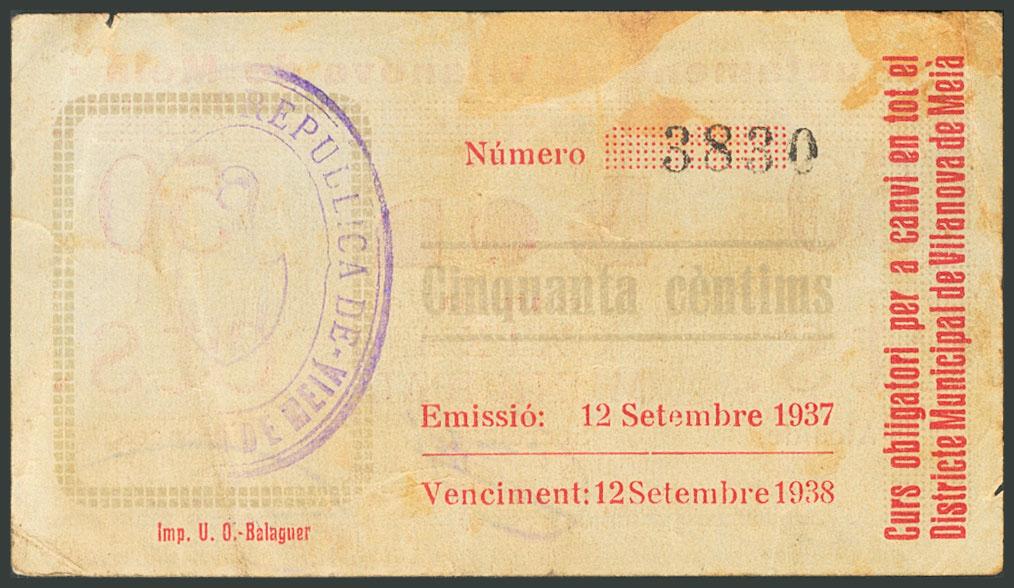 REPUBLICA DE-V
DE MEIÀ
Número 3830
Cinquanta cèntims
Emissió: 12 Setembre 1937
Venciment: 12 Setembre 1938
Imp. U. O.-Balaguer
Curs obligatori per a canvi en tot el
Districte Municipal de Vilanova de Meià